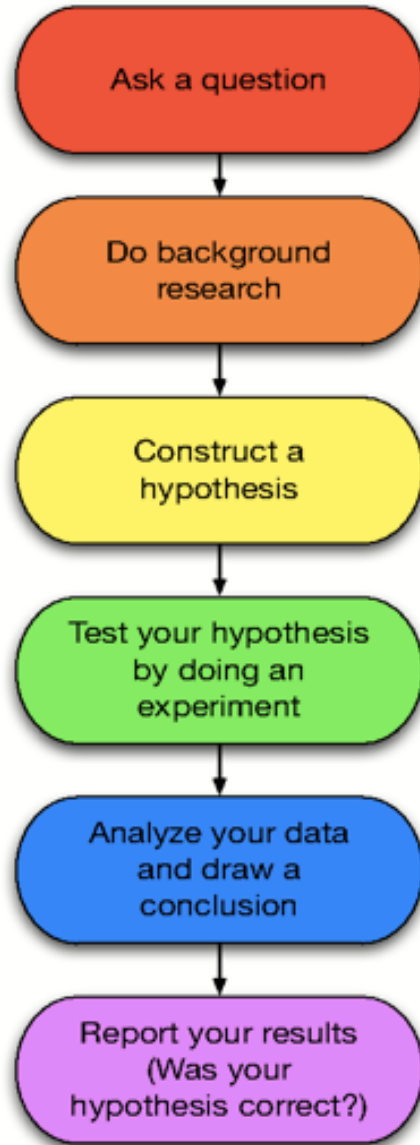 Ask a question
Do background
research
Construct a
hypothesis
Test your hypothesis
by doing an
experiment
Analyze your data
and draw a
conclusion
Report your results
(Was your
hypothesis correct?)